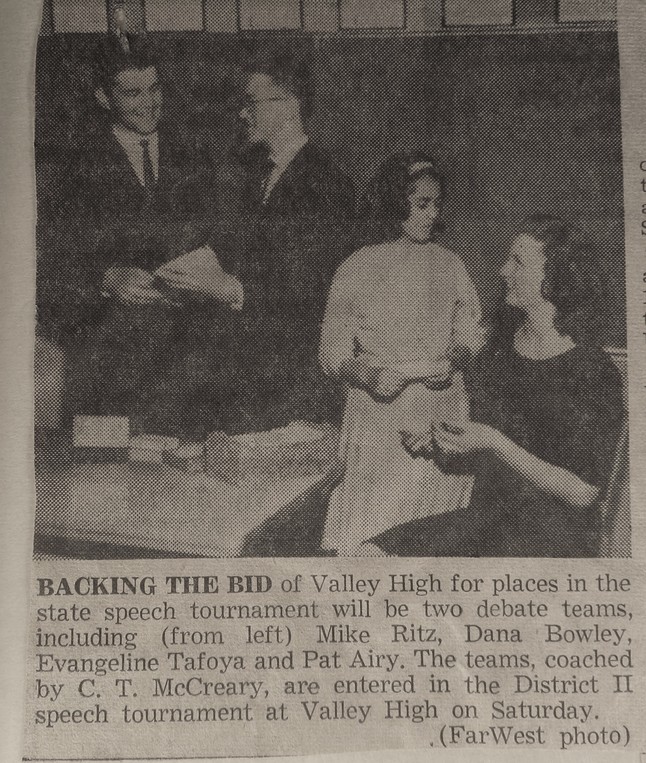 BACKING THE BID of Valley High for places in the
state speech tournament will be two debate teams,
including (from left) Mike Ritz, Dana Bowley,
Evangeline Tafoya and Pat Airy. The teams, coached
by C. T. McCreary, are entered in the District II
speech tournament at Valley High on Saturday.
(FarWest photo)